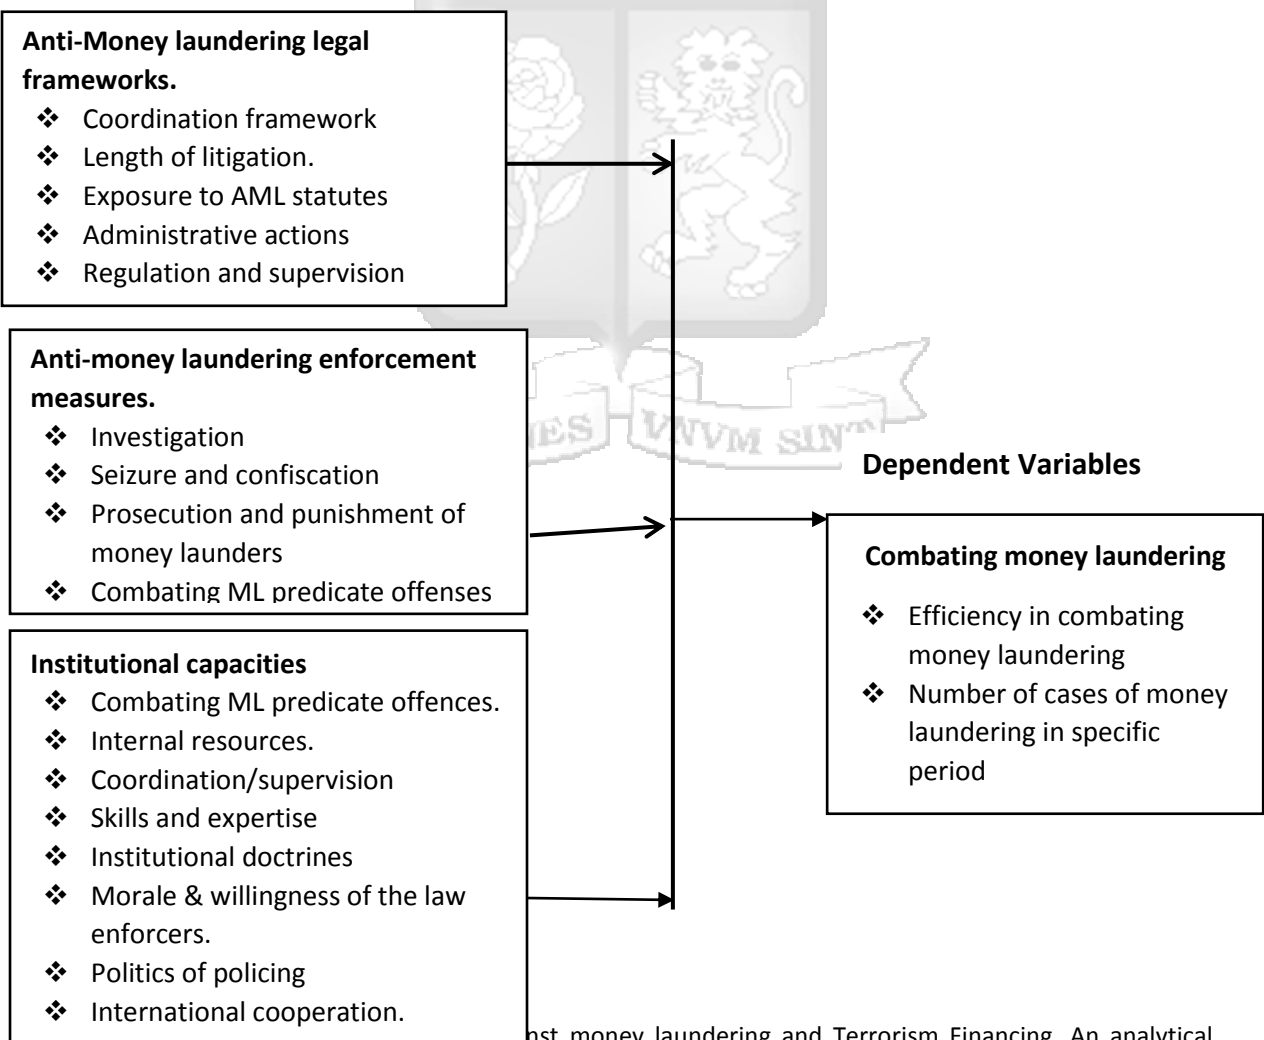 Anti-Money laundering legal
frameworks.
❖ Coordination framework
❖ Length of litigation.
❖ Exposure to AML statutes
❖ Administrative actions
❖ Regulation and supervision
Anti-money laundering enforcement
measures.
❖ Investigation
❖ Seizure and confiscation
❖ Prosecution and punishment of
money launders
❖ Combating ML predicate offenses
Institutional capacities
❖ Combating ML predicate offences.
❖ Internal resources.
❖ Coordination/supervision
❖ Skills and expertise
❖ Institutional doctrines
❖ Morale & willingness of the law
enforcers.
❖ Politics of policing
❖ International cooperation.
VNVM
Dependent Variables
Combating money laundering
❖ Efficiency in combating
money laundering
❖ Number of cases of money
laundering in specific
period
money laundering and Terrorism Financing. An analytical